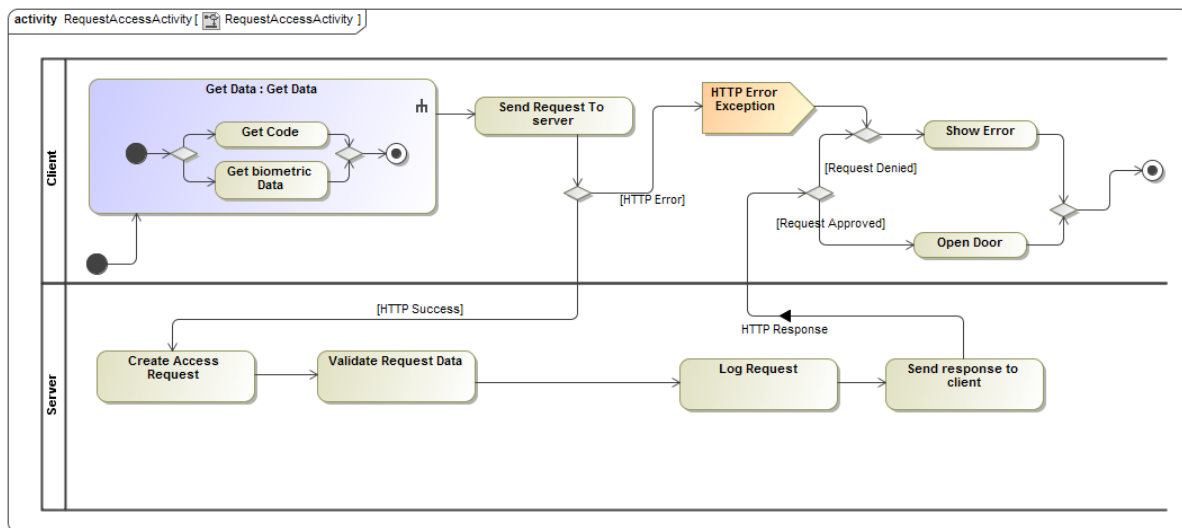 activity RequestAccessActivity [ RequestAccessActivity ]
Client
Get Data : Get Data
Get Code
Get biometric
Data
Send Request To
server
[HTTP Error]
HTTP Error
Exception
[Request Denied]
[Request Approved]
Show Error
Open Door
Server
[HTTP Success]
HTTP Response
Create Access
Request
Validate Request Data
Log Request
Send response to
client